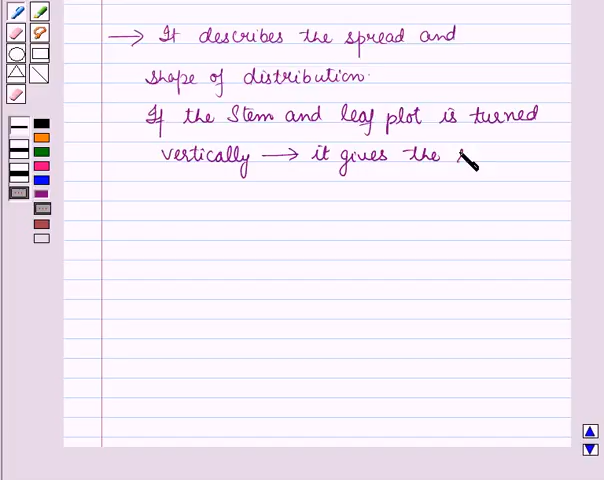 → It describes the spread and
shape of distribution.
If the Stem and leaf plot is turned
vertically → it gives the